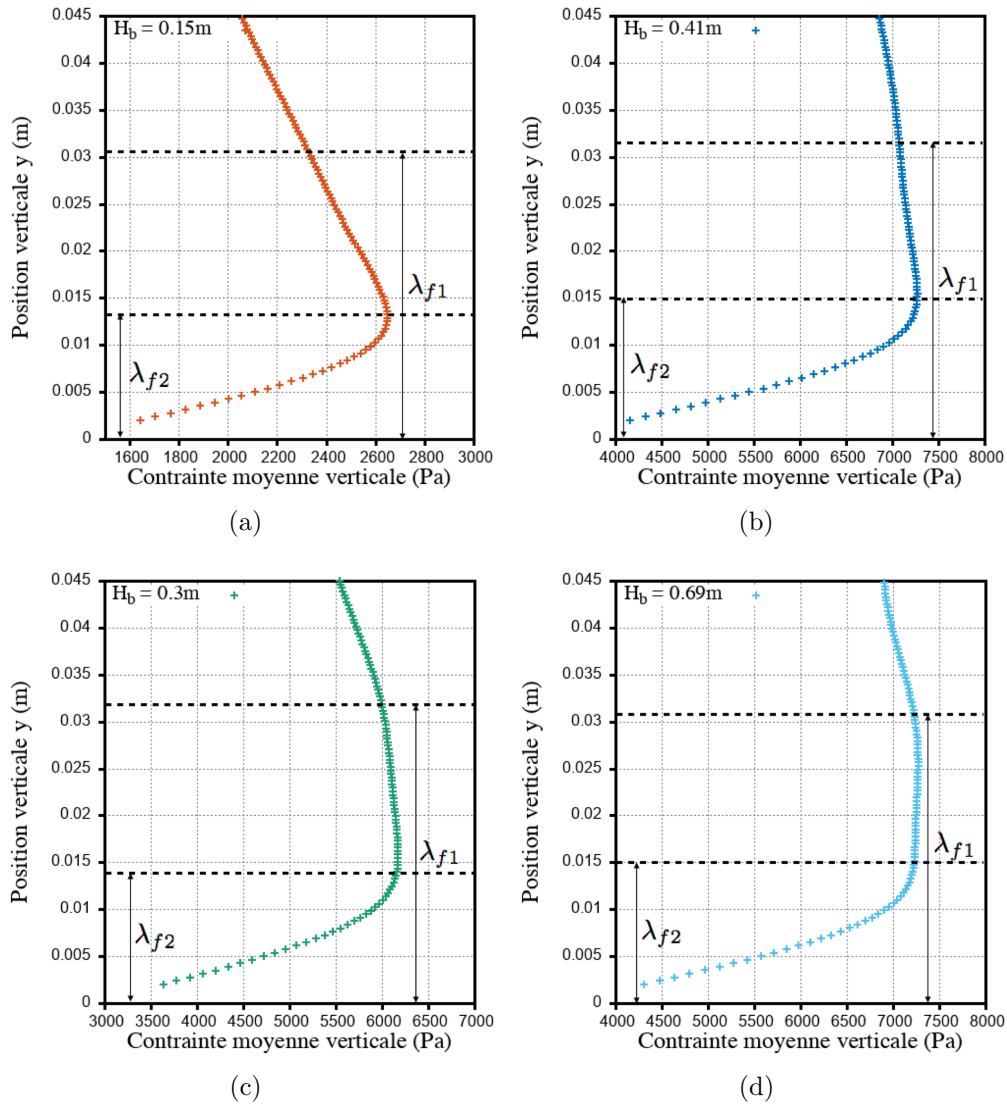 H_b = 0.15m
Position verticale y (m)
0.045
0.04
0.035
0.03
0.025
0.02
0.015
0.01
0.005
0
λ_f1
λ_f2
1600 1800 2000 2200 2400 2600 2800 3000
Contrainte moyenne verticale (Pa)
(a)
H_b = 0.41m
Position verticale y (m)
0.045
0.04
0.035
0.03
0.025
0.02
0.015
0.01
0.005
0
λ_f1
λ_f2
4000 4500 5000 5500 6000 6500 7000 7500 8000
Contrainte moyenne verticale (Pa)
(b)
H_b = 0.3m
Position verticale y (m)
0.045
0.04
0.035
0.03
0.025
0.02
0.015
0.01
0.005
0
λ_f1
λ_f2
3000 3500 4000 4500 5000 5500 6000 6500 7000
Contrainte moyenne verticale (Pa)
(c)
H_b = 0.69m
Position verticale y (m)
0.045
0.04
0.035
0.03
0.025
0.02
0.015
0.01
0.005
0
λ_f1
λ_f2
4000 4500 5000 5500 6000 6500 7000 7500 8000
Contrainte moyenne verticale (Pa)
(d)